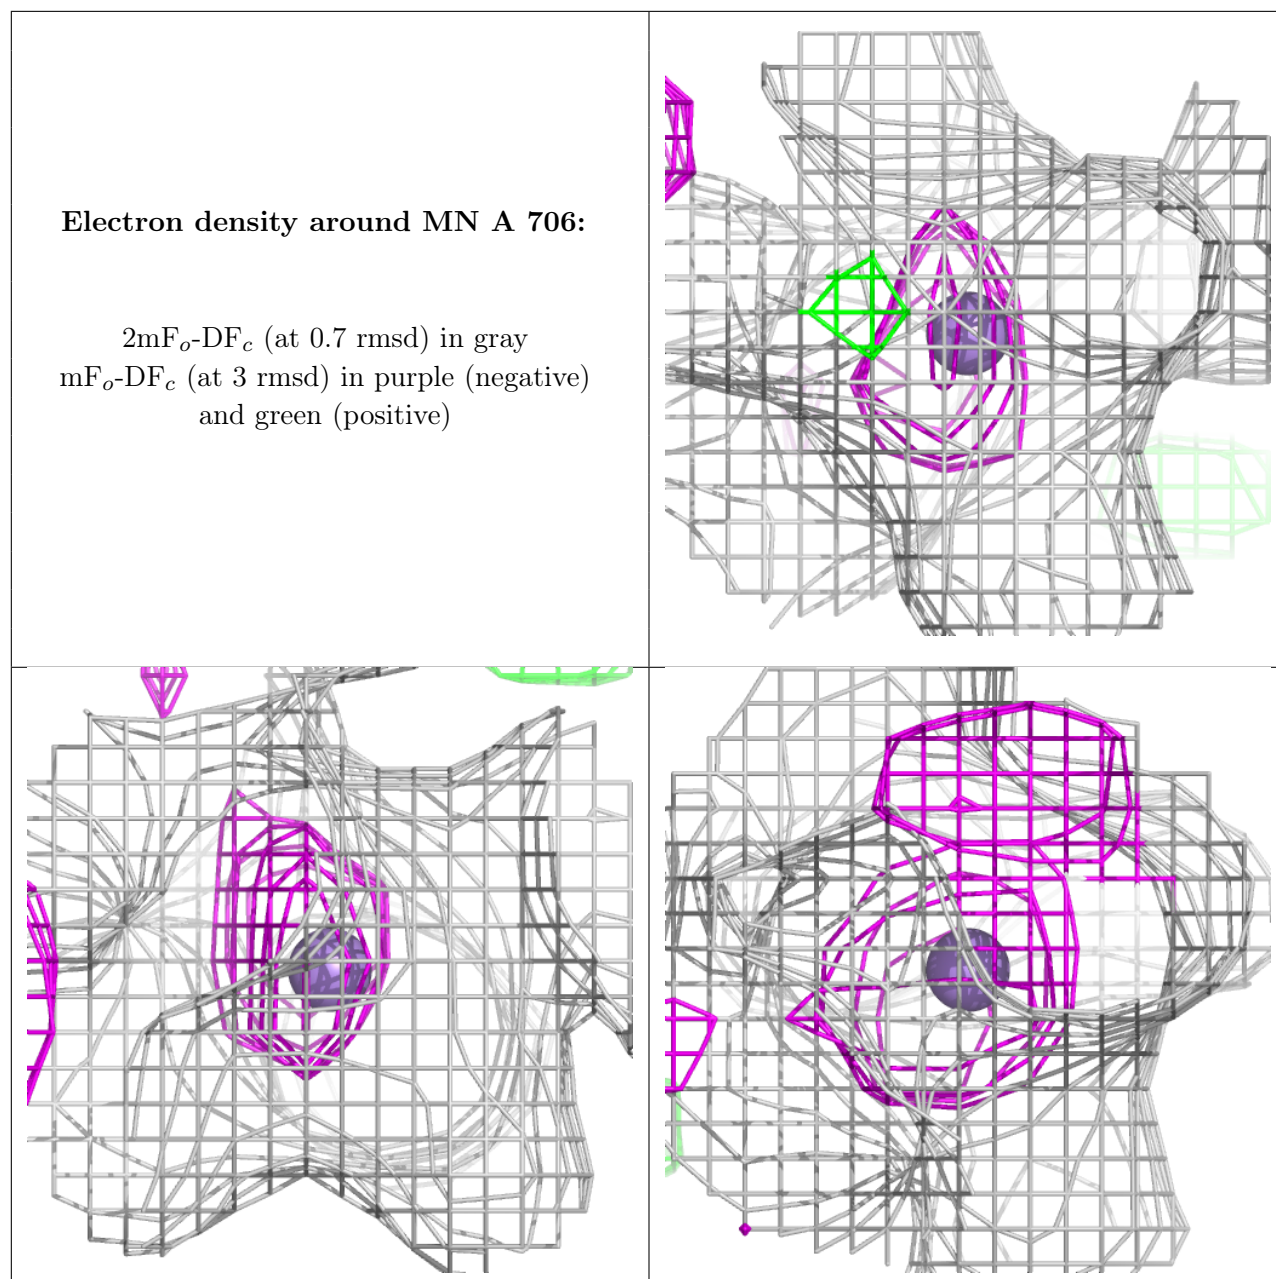 Electron density around MN A 706:
2mFo-DFc (at 0.7 rmsd) in gray
mFo-DFc (at 3 rmsd) in purple (negative)
and green (positive)